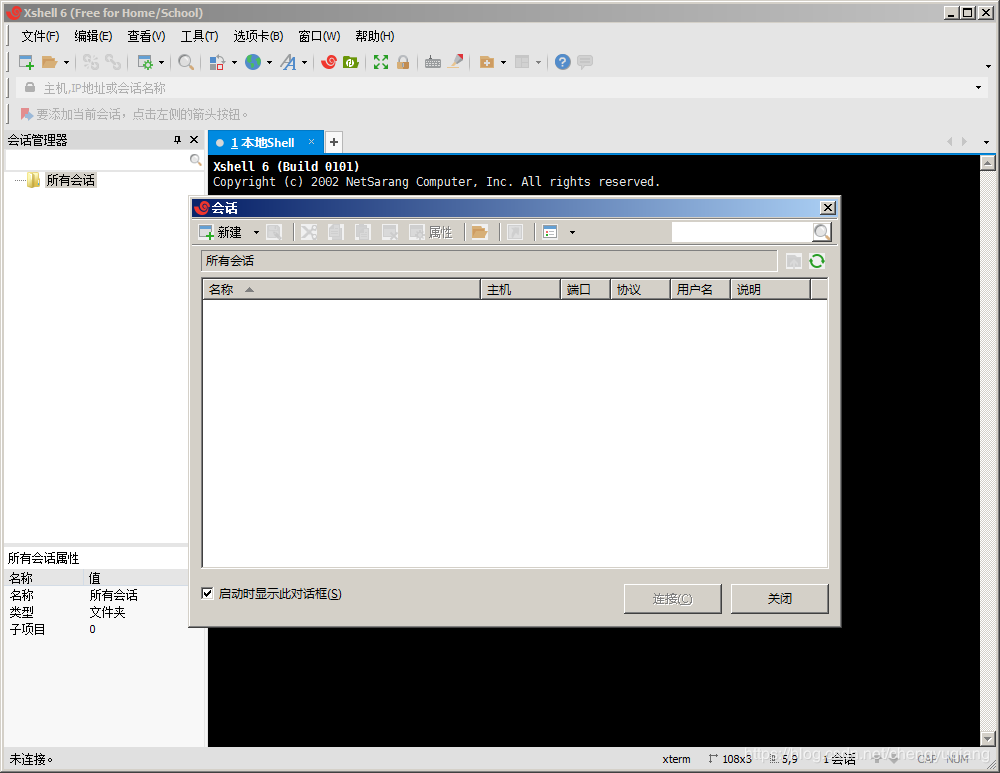 Xshell 6 (Free for Home/School)
文件(F) 编辑(E) 查看(V) 工具(T) 选项卡(B) 窗口(W) 帮助(H)
主机,IP地址或会话名称
要添加当前会话，点击左侧的箭头按钮。
会话管理器
1 本地Shell × +
所有会话
Xshell 6 (Build 0101)
Copyright (c) 2002 NetSarang Computer, Inc. All rights reserved.
会话
新建 属性
所有会话
名称 主机 端口 协议 用户名 说明
启动时显示此对话框(S)
连接(C) 关闭
所有会话属性
名称 值
名称 所有会话
类型 文件夹
子项目 0
未连接。 xterm 108x3 5,9 1 会话 CAP NUM